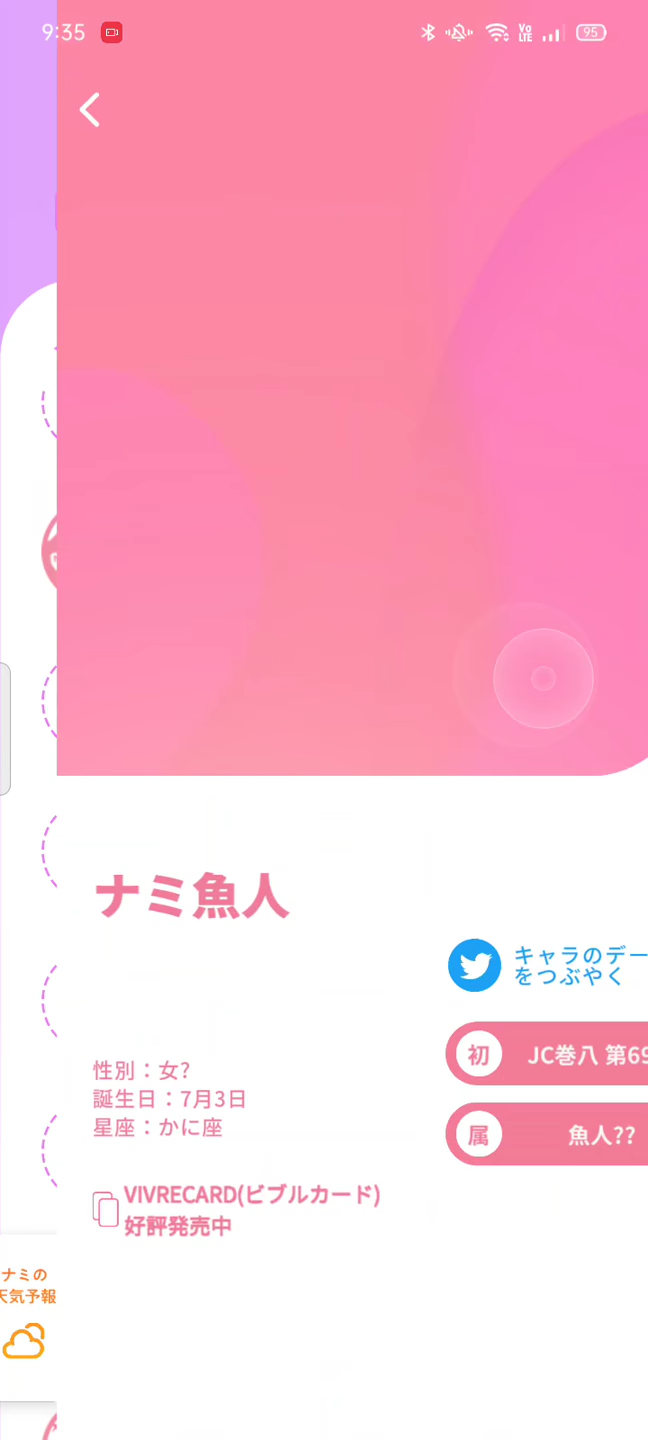 9:35
Vo
LTE
95
ナミ魚人
キャラのデー
をつぶやく
初 JC巻八 第69
属 魚人??
性別：女?
誕生日：7月3日
星座：かに座
VIVRECARD(ビブルカード)
好評発売中
ナミの
天気予報